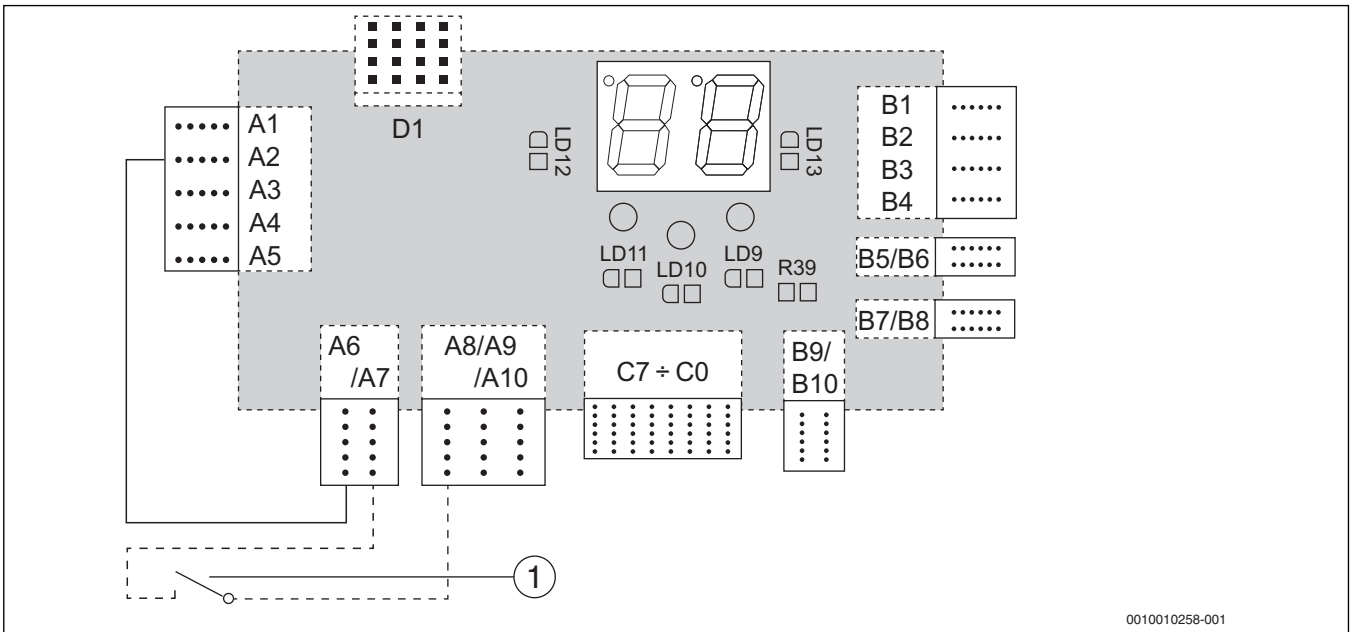 D1
A1
A2
A3
A4
A5
LD12
LD13
B1
B2
B3
B4
LD11
LD10
LD9
R39
B5/B6
B7/B8
A6
/A7
A8/A9
/A10
C7 ÷ C0
B9/
B10
1
0010010258-001